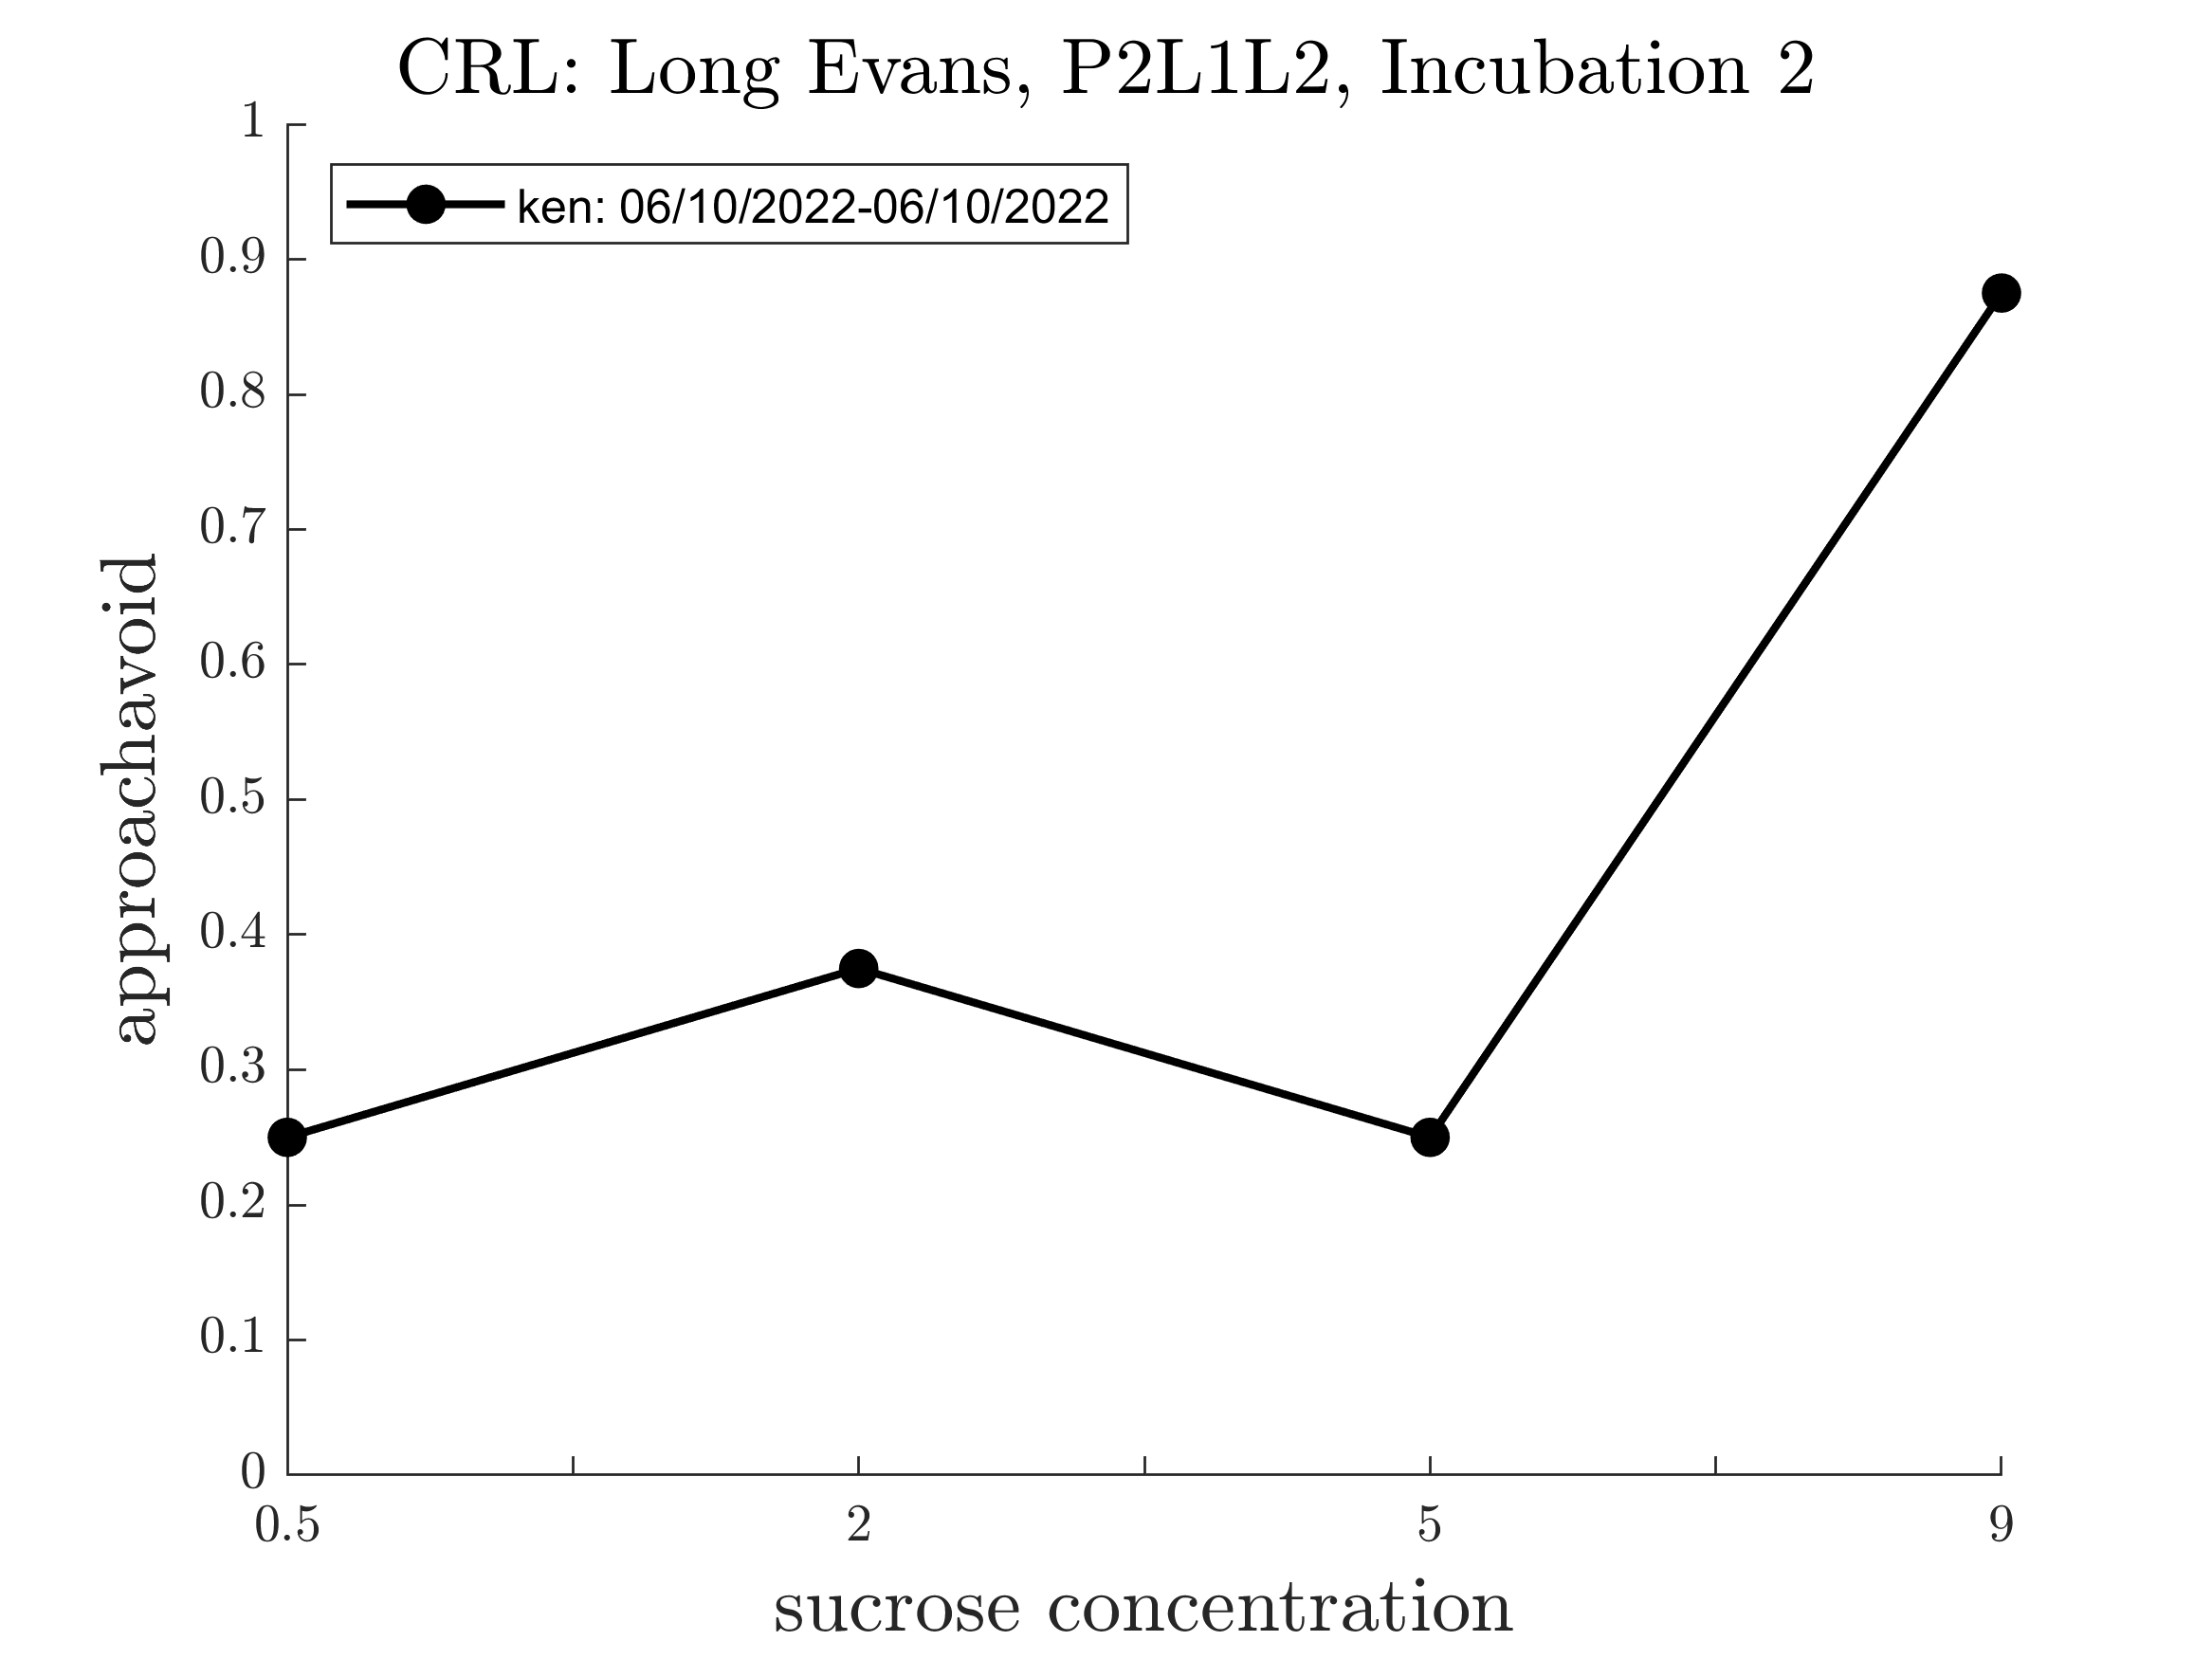 CRL: Long Evans, P2L1L2, Incubation 2
ken: 06/10/2022-06/10/2022
approachavoid
1
0.9
0.8
0.7
0.6
0.5
0.4
0.3
0.2
0.1
0
0.5 2 5 9
sucrose concentration